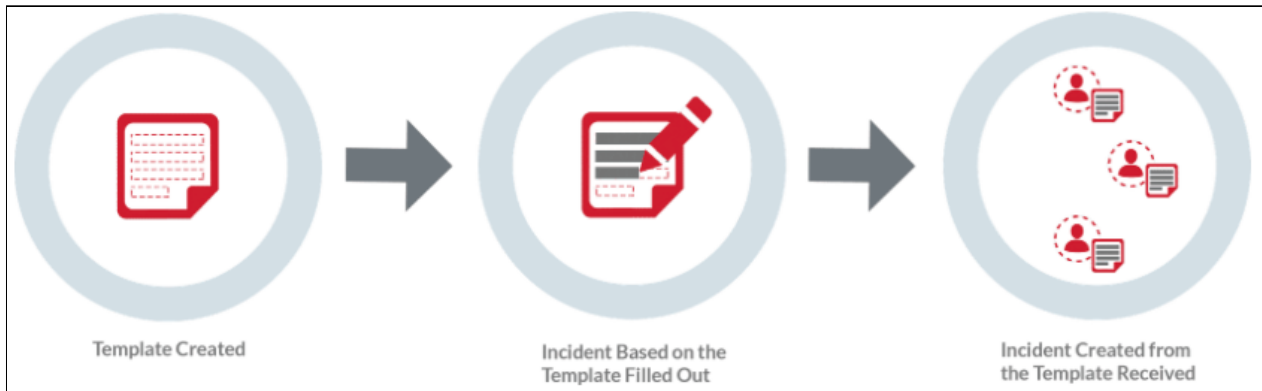 Template Created
Incident Based on the
Template Filled Out
Incident Created from
the Template Received